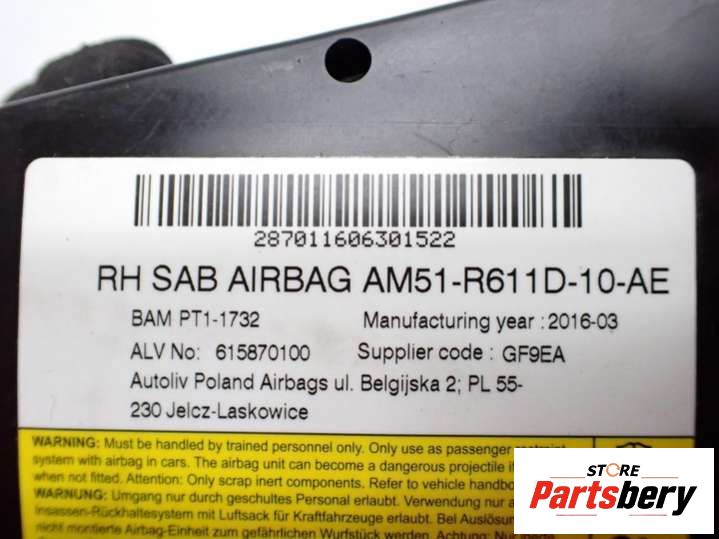 287011606301522
RH SAB AIRBAG AM51-R611D-10-AE
BAM PT1-1732 Manufacturing year : 2016-03
ALV No: 615870100 Supplier code : GF9EA
Autoliv Poland Airbags ul. Belgijska 2; PL 55-
230 Jelcz-Laskowice
WARNING: Must be handled by trained personnel only. Only use as passenger restraint
system with airbag in cars. The airbag unit can become a dangerous projectile if
when not fitted. Attention! Only scrap inert components. Refer to vehicle
WARNUNG: Umgang nur durch geschultes Personal erlaubt. Verwendung nur a
Insassen-Rückhaltesystem mit Luftsack für Kraftfahrzeuge erlaubt. Bei
nicht montierte Airbag-Einheit zum gefährlichen Wurfstück werden. Achtung! Nur
STORE
Partsbery